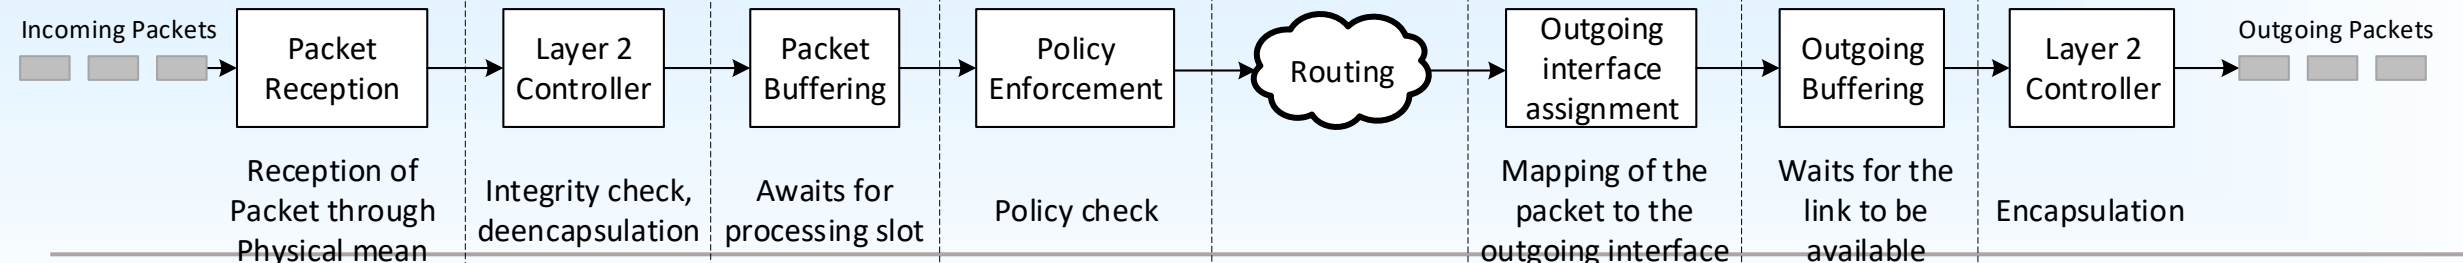 Incoming Packets
Packet
Reception
Layer 2
Controller
Packet
Buffering
Policy
Enforcement
Routing
Outgoing
interface
assignment
Outgoing
Buffering
Layer 2
Controller
Outgoing Packets
Reception of
Packet through
Physical mean
Integrity check,
deencapsulation
Awaits for
processing slot
Policy check
Mapping of the
packet to the
outgoing interface
Waits for the
link to be
available
Encapsulation